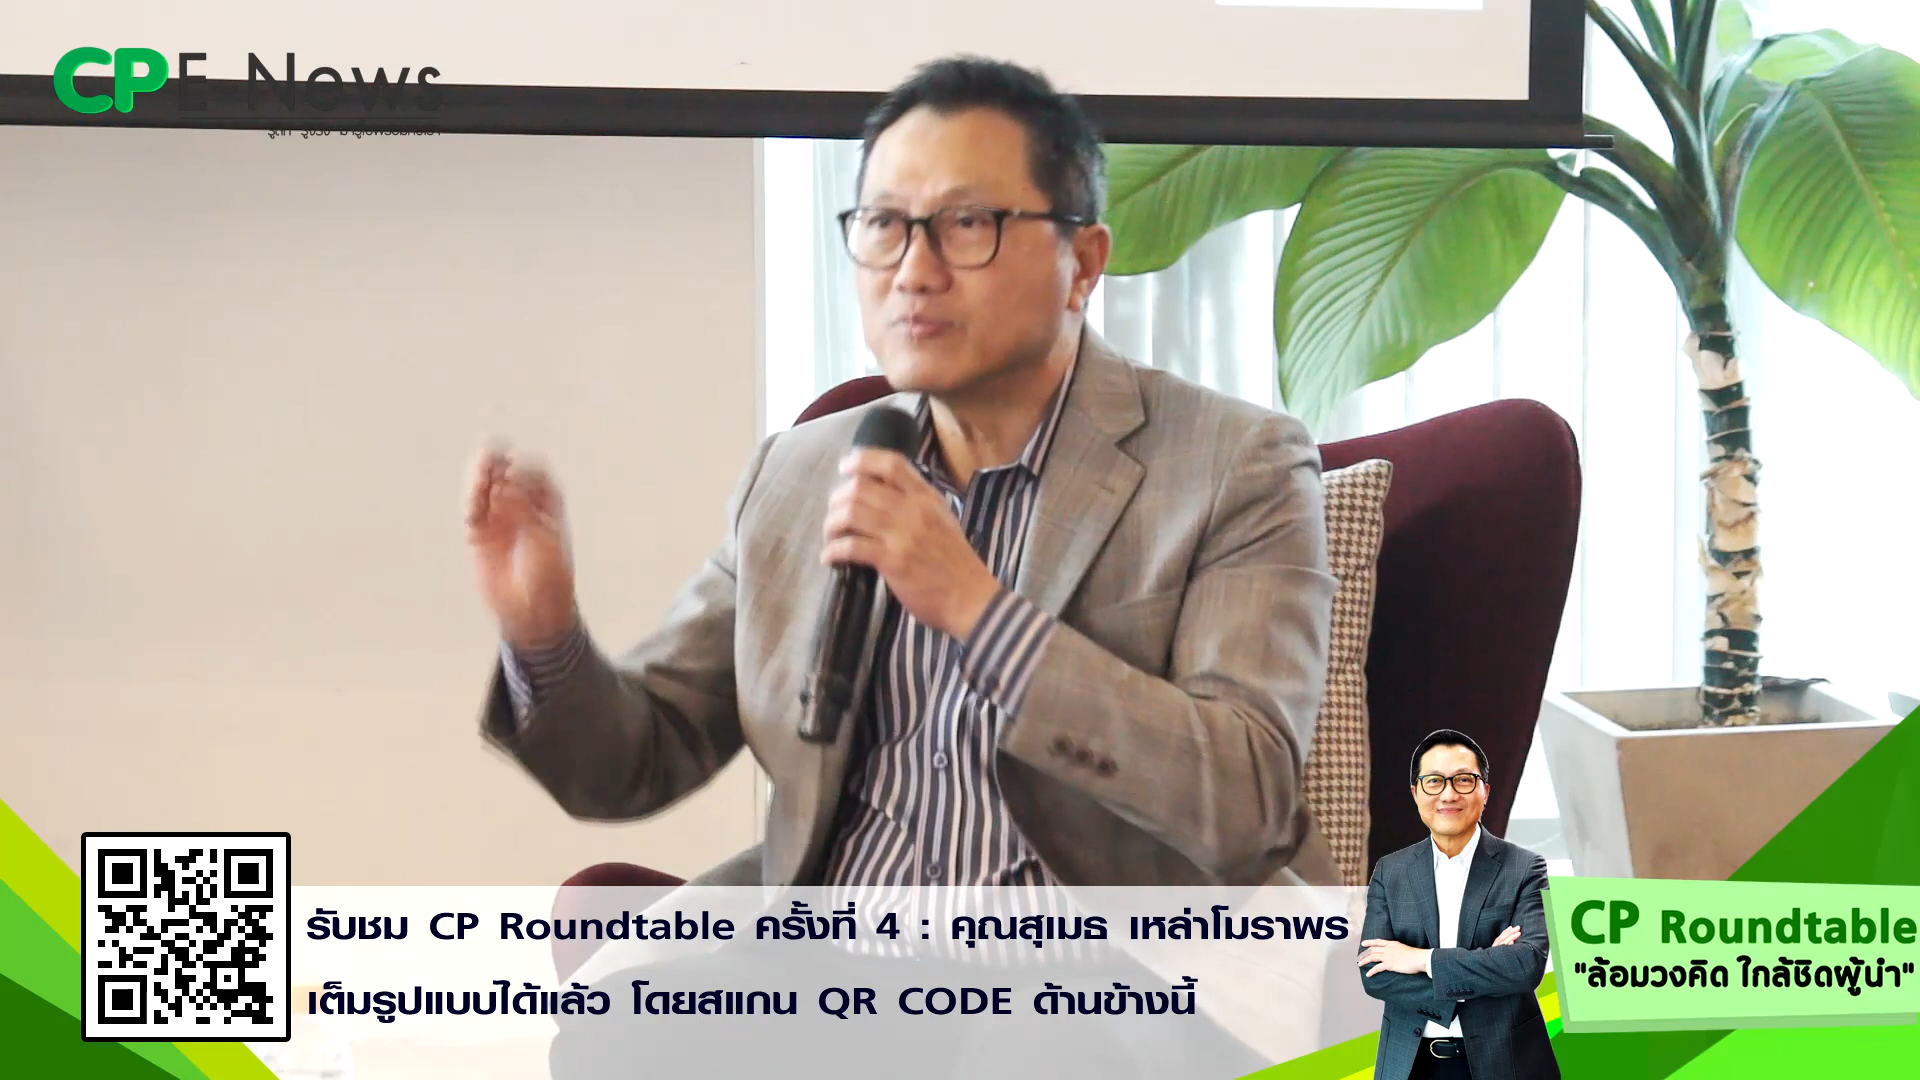 CP E-News
รับชม CP Roundtable ครั้งที่ 4 : คุณสุเมธ เหล่าโมราพร
เต็มรูปแบบได้แล้ว โดยสแกน QR CODE ด้านข้างนี้
CP Roundtable
"ล้อมวงคิด ใกล้ชิดผู้นำ"